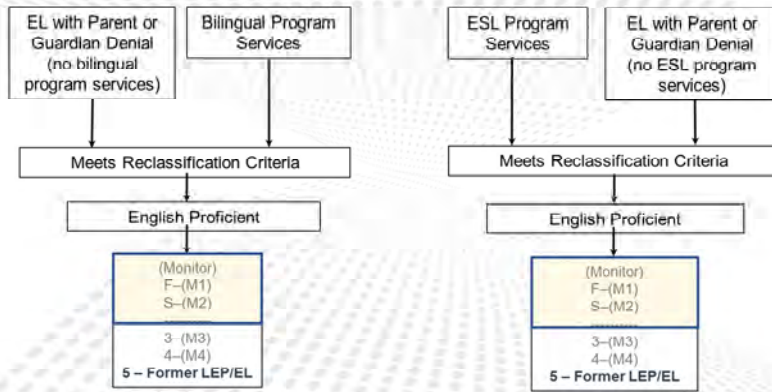 EL with Parent or
Guardian Denial
(no bilingual
program services)
Bilingual Program
Services
Meets Reclassification Criteria
English Proficient
(Monitor)
F–(M1)
S–(M2)
----------
3–(M3)
4–(M4)
5 – Former LEP/EL
ESL Program
Services
EL with Parent or
Guardian Denial
(no ESL program
services)
Meets Reclassification Criteria
English Proficient
(Monitor)
F–(M1)
S–(M2)
----------
3–(M3)
4–(M4)
5 – Former LEP/EL